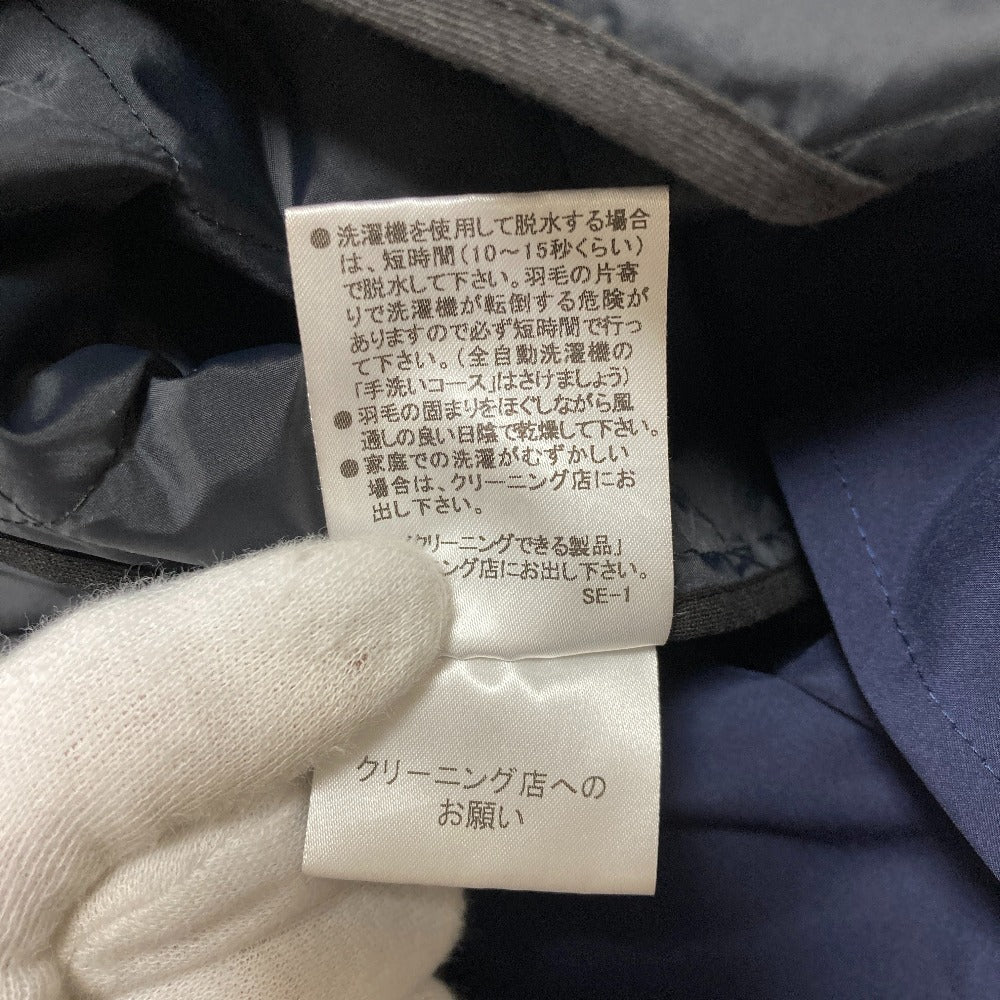 ●洗濯機を使用して脱水する場合
は、短時間(10～15秒くらい)
で脱水して下さい。羽毛の片寄
りで洗濯機が転倒する危険が
ありますので必ず短時間で行っ
て下さい。(全自動洗濯機の
「手洗いコース」はさけましょう)
●羽毛の固まりをほぐしながら風
通しの良い日陰で乾燥して下さい。
●家庭での洗濯がむずかしい
場合は、クリーニング店にお
出し下さい。
クリーニングできる製品」
ング店にお出し下さい。
SE-1
クリーニング店への
お願い